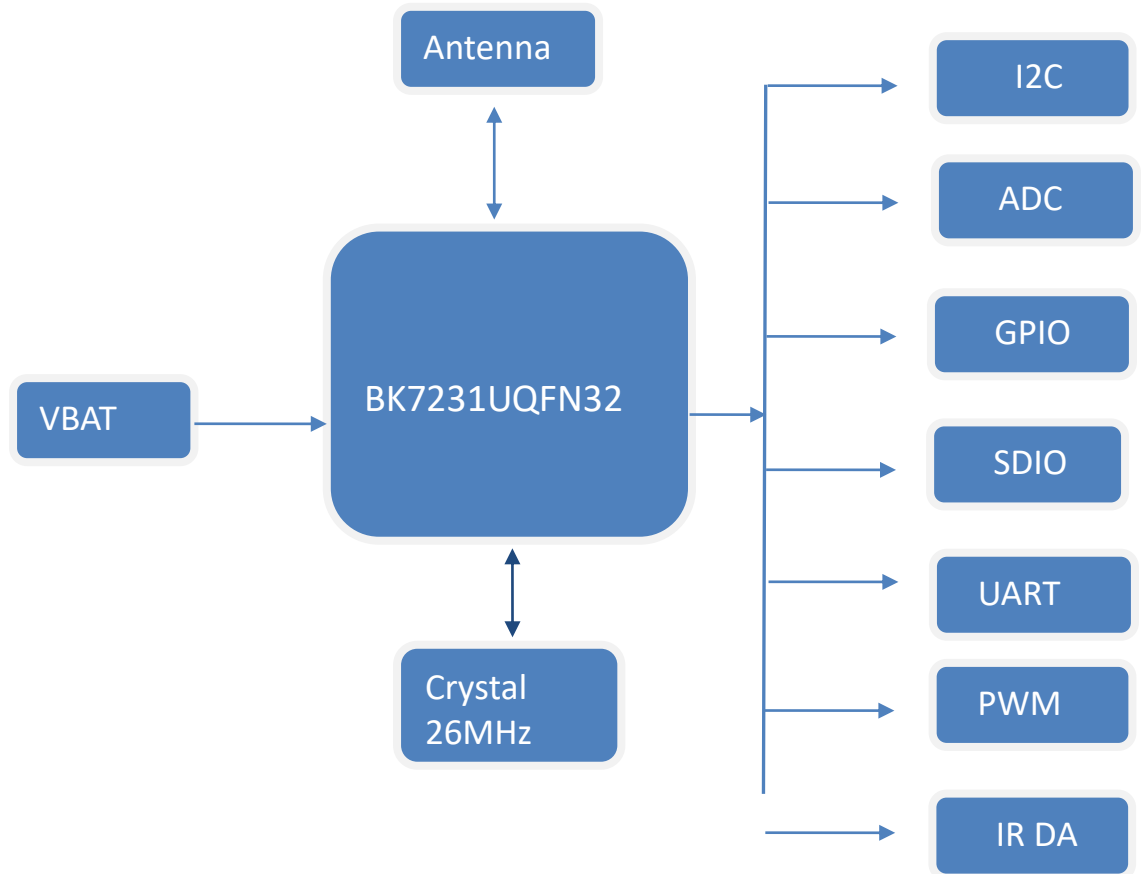 Antenna
I2C
ADC
GPIO
VBAT
BK7231UQFN32
SDIO
UART
Crystal
26MHz
PWM
IR DA